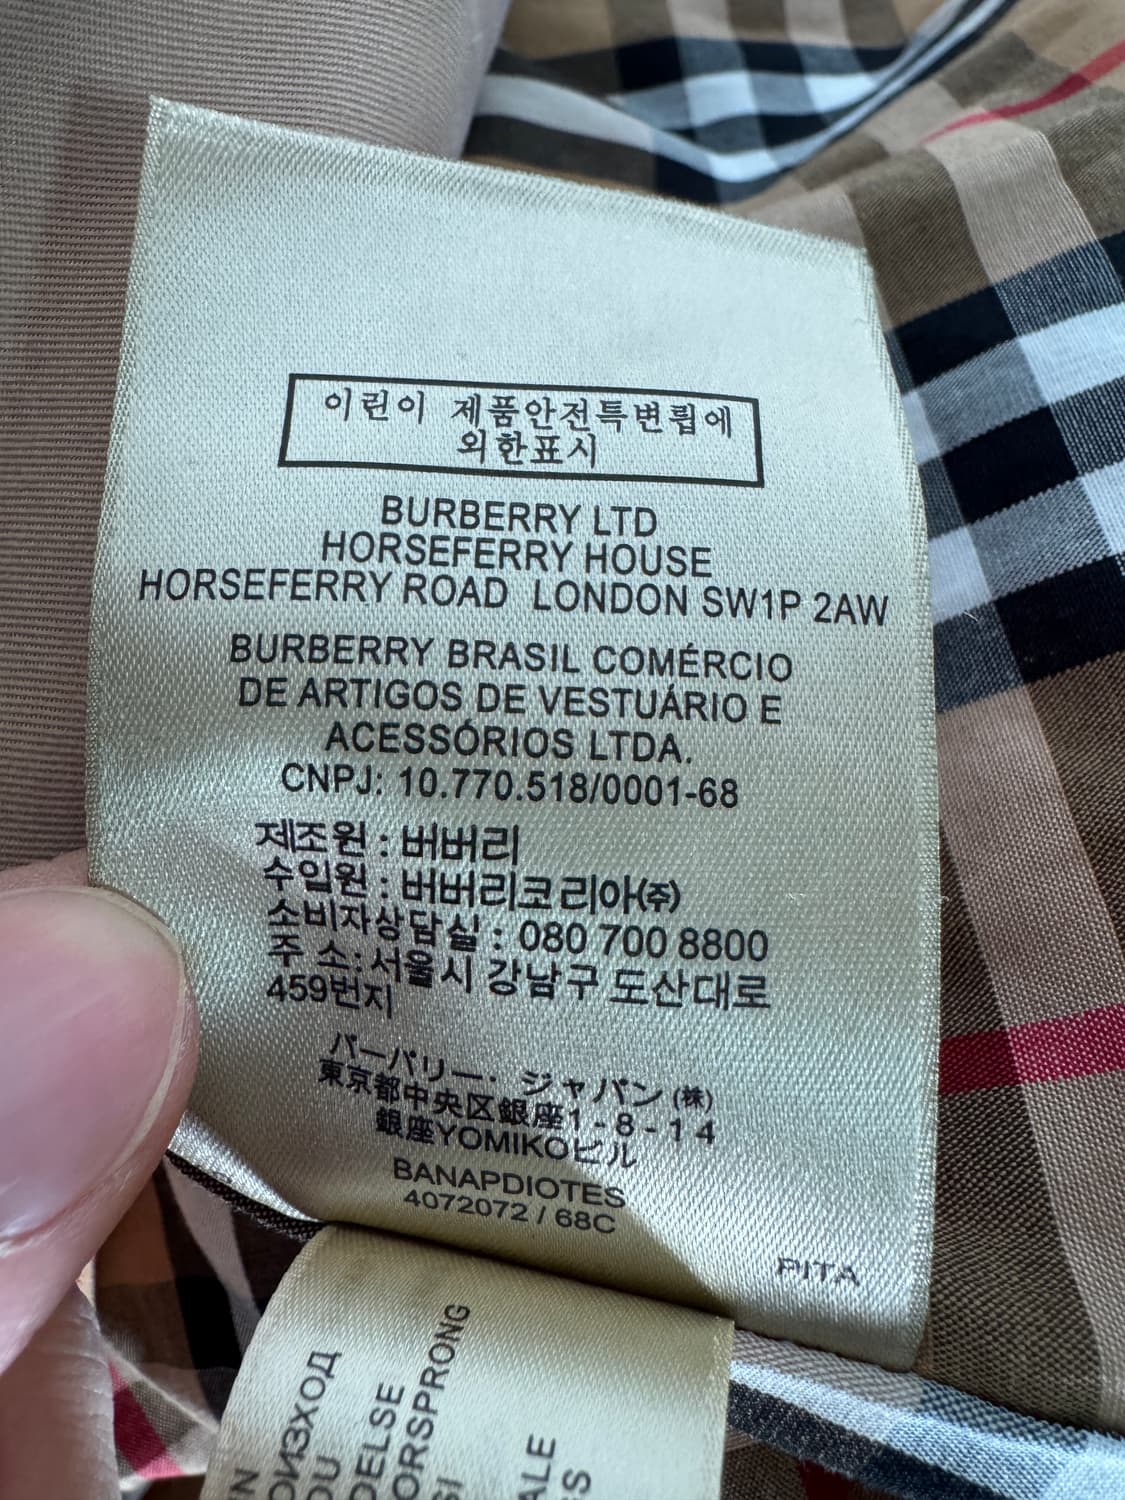 이린이 제품안전특변립에
외한표시
BURBERRY LTD
HORSEFERRY HOUSE
HORSEFERRY ROAD LONDON SW1P 2AW
BURBERRY BRASIL COMÉRCIO
DE ARTIGOS DE VESTUÁRIO E
ACESSÓRIOS LTDA.
CNPJ: 10.770.518/0001-68
제조원 : 버버리
수입원 : 버버리코리아(주)
소비자상담실 : 080 700 8800
주 소: 서울시 강남구 도산대로
459번지
バーバリー· ジャパン (株)
東京都中央区銀座1-8-14
銀座YOMIKOビル
BANAPDIOTES
4072072 / 68C
PITA
ОИЗХОД
DELSE
ORSPRONG
ALE